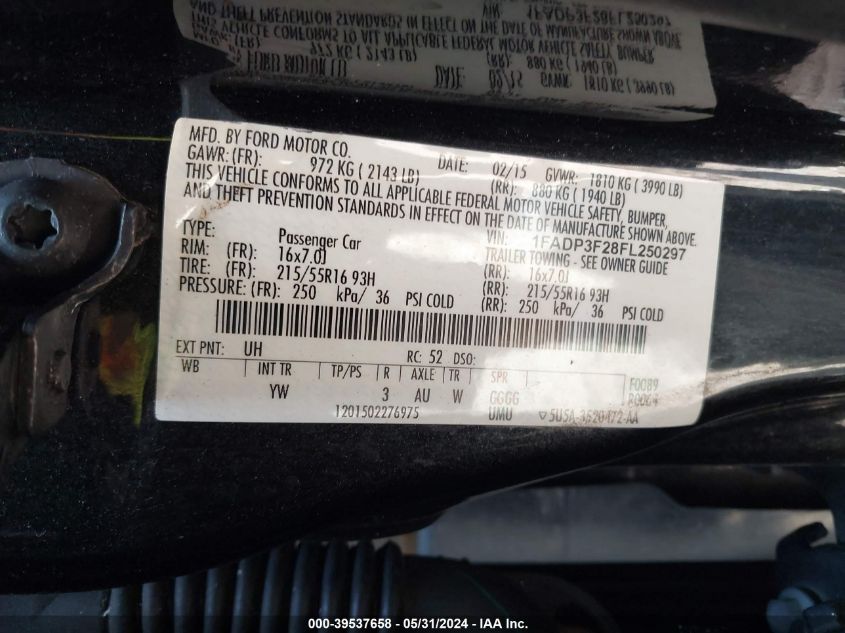 MFD. BY FORD MOTOR CO.
DATE: 02/15 GVWR: 1810 KG ( 3990 LB)
GAWR: (FR): 972 KG ( 2143 LB) (RR): 880 KG ( 1940 LB)
THIS VEHICLE CONFORMS TO ALL APPLICABLE FEDERAL MOTOR VEHICLE SAFETY, BUMPER,
AND THEFT PREVENTION STANDARDS IN EFFECT ON THE DATE OF MANUFACTURE SHOWN ABOVE.
VIN: 1FADP3F28FL250297
TYPE: Passenger Car TRAILER TOWING - SEE OWNER GUIDE
RIM: (FR): 16x7.0J (RR): 16x7.0J
TIRE: (FR): 215/55R16 93H (RR): 215/55R16 93H
PRESSURE: (FR): 250 kPa/ 36 PSI COLD (RR): 250 kPa/ 36 PSI COLD
EXT PNT: UH RC: 52 DSO:
WB INT TR TP/PS R AXLE TR SPR F0089
YW 3 AU W GGGG
1201502276975 UMU
000-39537658 - 05/31/2024 - IAA Inc.